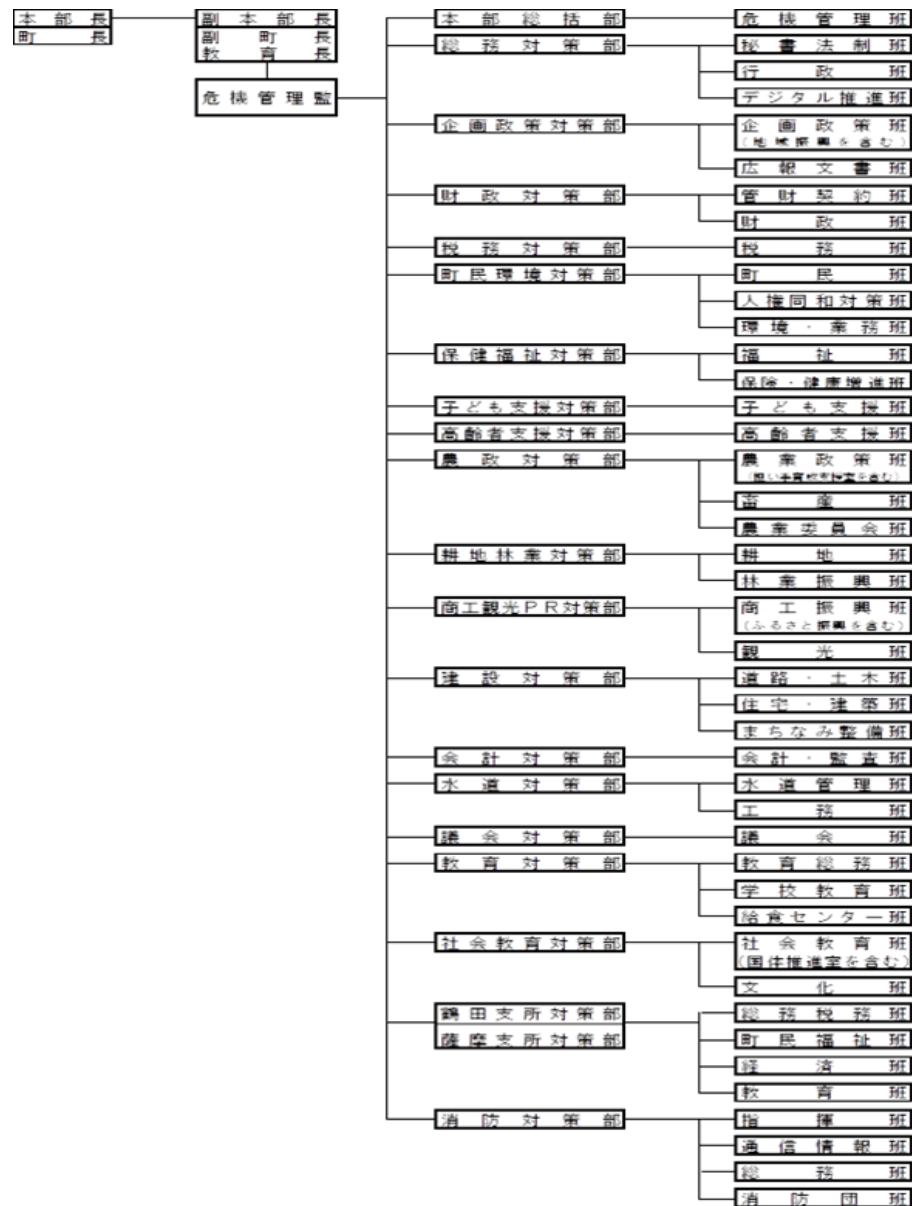 本部長 副本部長 本部総括部 危機管理班
町長 副町長 総務対策部 秘書法制班
教育長 行政班
危機管理監 デジタル推進班
企画政策対策部 企画政策班
(地域振興を含む)
広報文書班
財政対策部 管財契約班
財政班
税務対策部 税務班
町民環境対策部 町民班
人権同和対策班
環境・業務班
保健福祉対策部 福祉班
保険・健康増進班
子ども支援対策部 子ども支援班
高齢者支援対策部 高齢者支援班
農政対策部 農業政策班
(担い手育成支援室を含む)
畜産班
農業委員会班
耕地林業対策部 耕地班
林業振興班
商工観光PR対策部 商工振興班
(ふるさと振興を含む)
観光班
建設対策部 道路・土木班
住宅・建築班
まちなみ整備班
会計対策部 会計・監査班
水道対策部 水道管理班
工務班
議会対策部 議会班
教育対策部 教育総務班
学校教育班
給食センター班
社会教育対策部 社会教育班
(国体推進室を含む)
文化班
鶴田支所対策部 総務税務班
薩摩支所対策部 町民福祉班
経済班
教育班
消防対策部 指揮班
通信情報班
総務班
消防団班